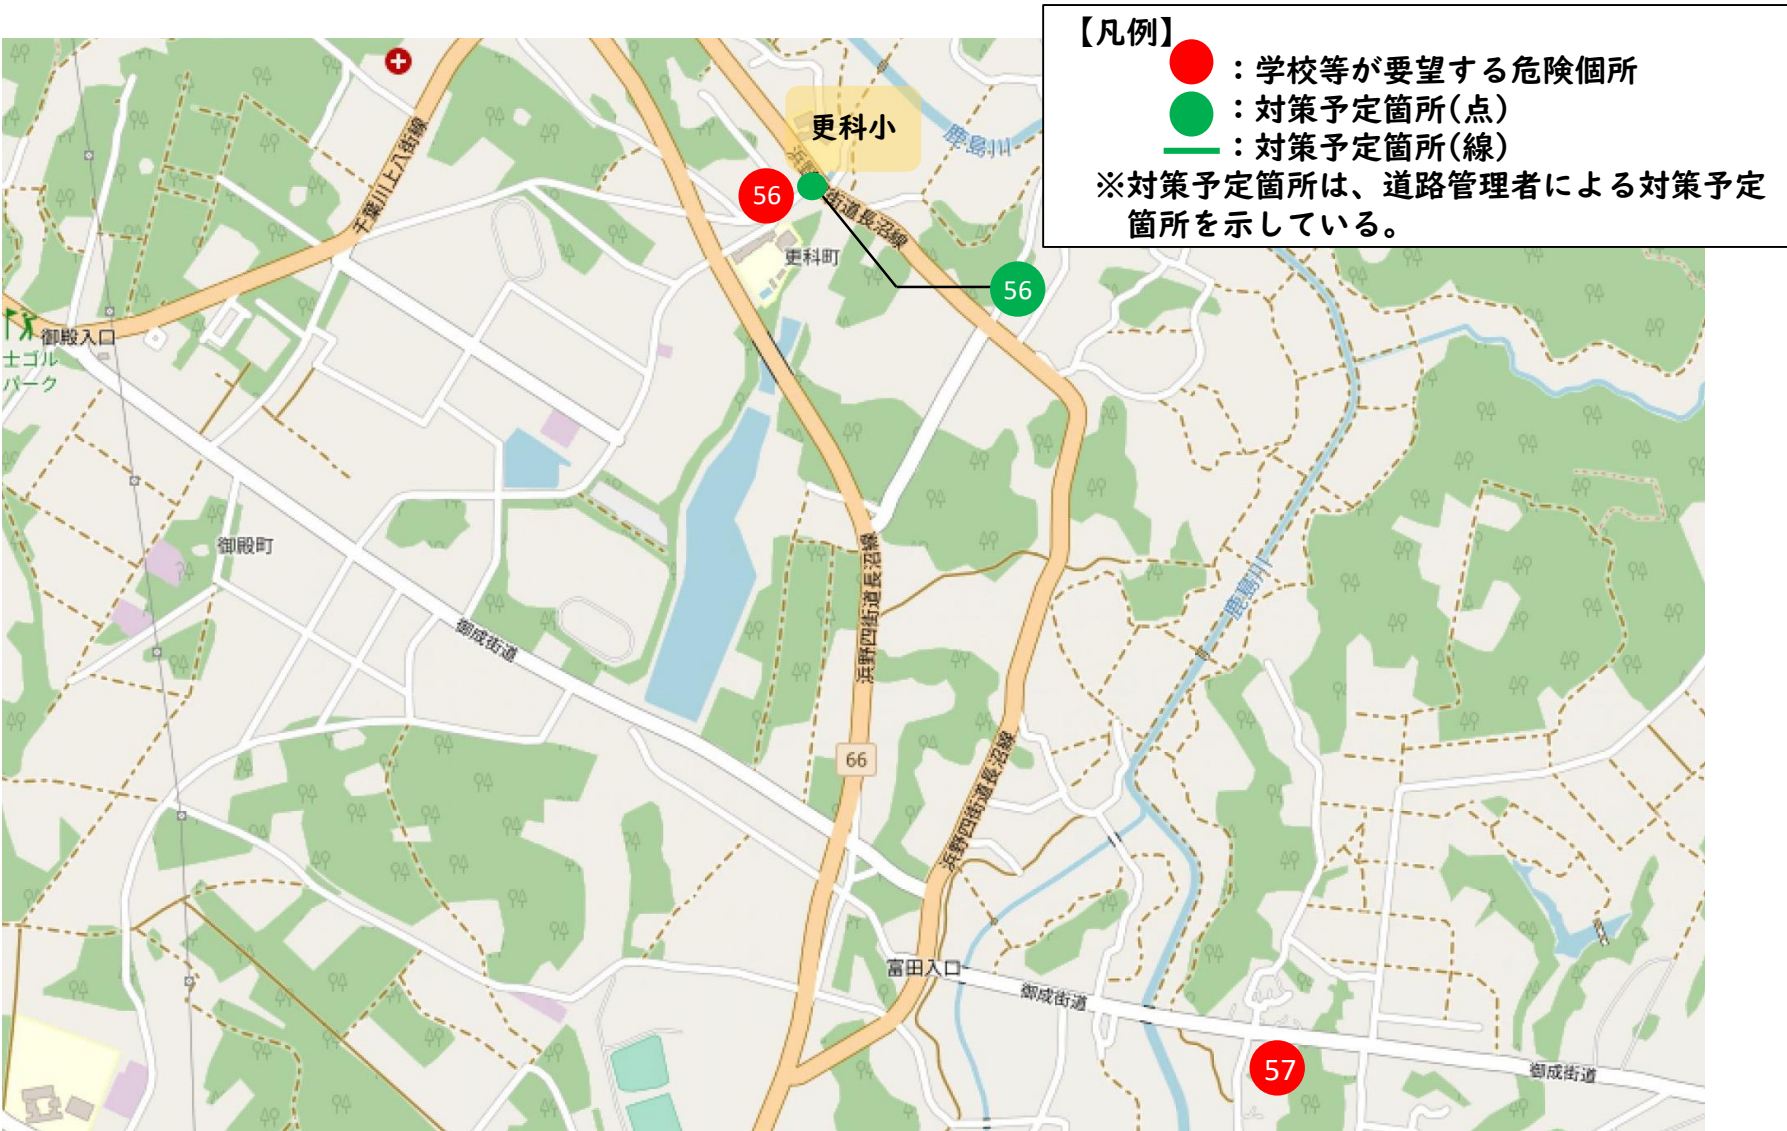 【凡例】
：学校等が要望する危険個所
：対策予定箇所(点)
：対策予定箇所(線)
※対策予定箇所は、道路管理者による対策予定
箇所を示している。
更科小
鹿島川
千葉川上八街線
56
街道長沼線
更科町
56
御殿入口
士ゴル
パーク
御殿町
浜野四街道長沼線
鹿島川
御成街道
66
浜野四街道長沼線
富田入口
御成街道
57
御成街道